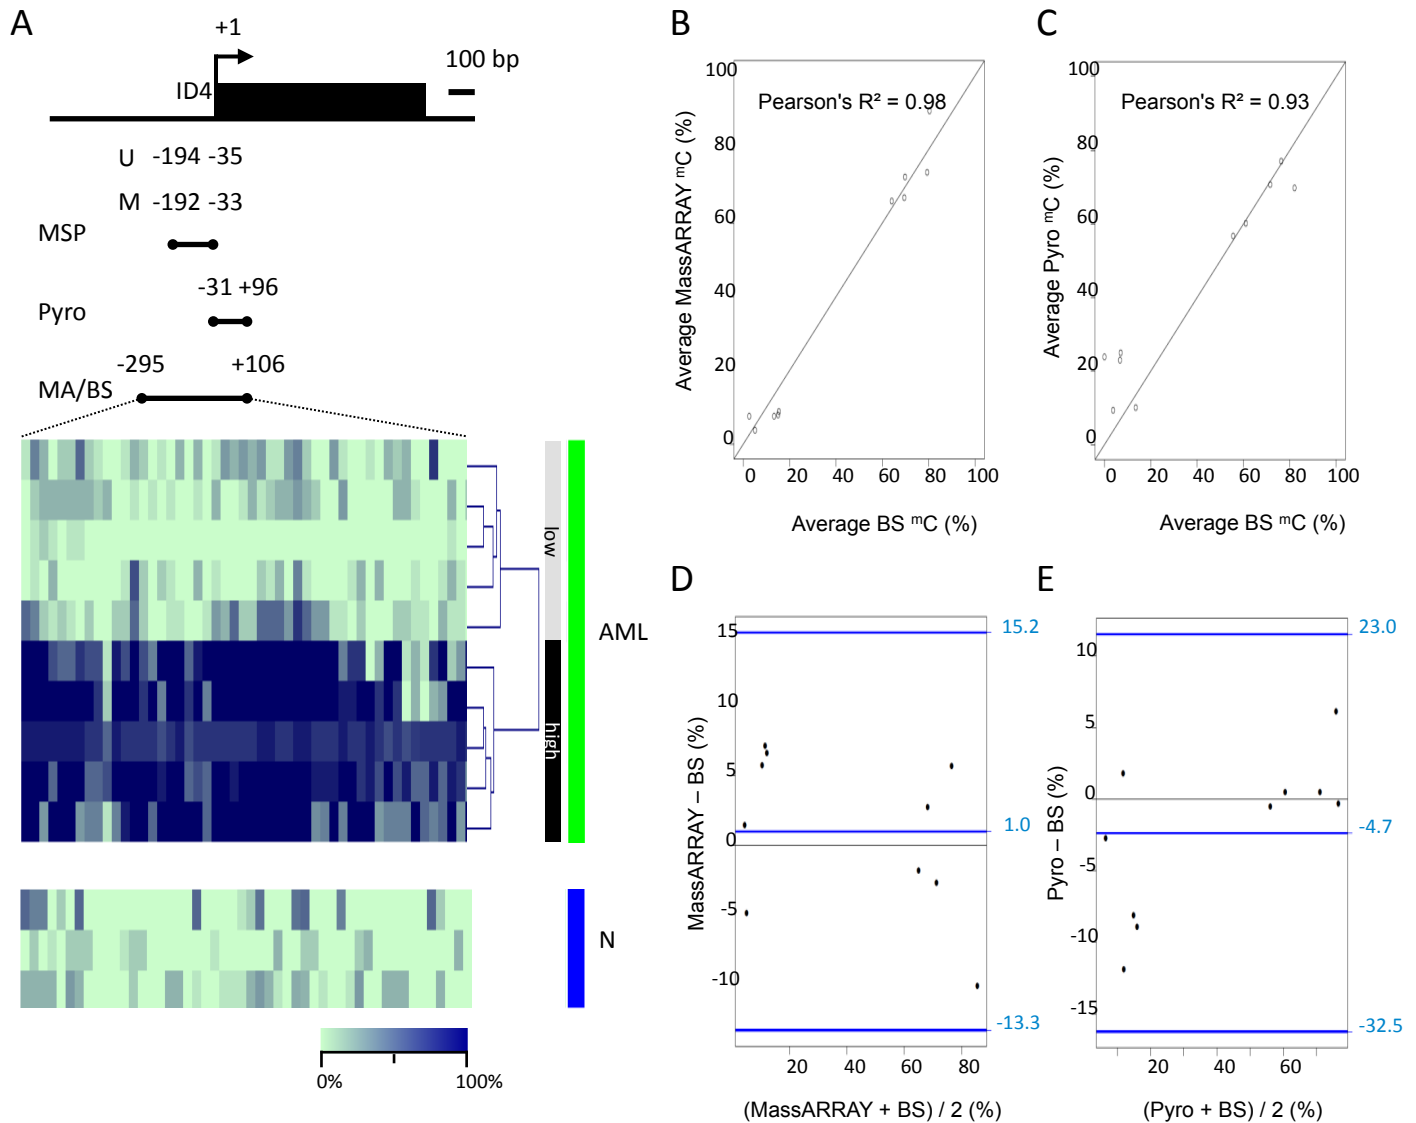 A
+1
100 bp
ID4
U -194 -35
M -192 -33
MSP
-31 +96
Pyro
-295 +106
MA/BS
low
high
AML
N
0% 100%
B
Pearson's R² = 0.98
Average MassARRAY ᵐC (%)
100
80
60
40
20
0
0 20 40 60 80 100
Average BS ᵐC (%)
C
Pearson's R² = 0.93
Average Pyro ᵐC (%)
100
80
60
40
20
0
0 20 40 60 80 100
Average BS ᵐC (%)
D
MassARRAY – BS (%)
15
10
5
0
-5
-10
15.2
1.0
-13.3
20 40 60 80
(MassARRAY + BS) / 2 (%)
E
Pyro – BS (%)
10
5
0
-5
-10
-15
23.0
-4.7
-32.5
20 40 60
(Pyro + BS) / 2 (%)